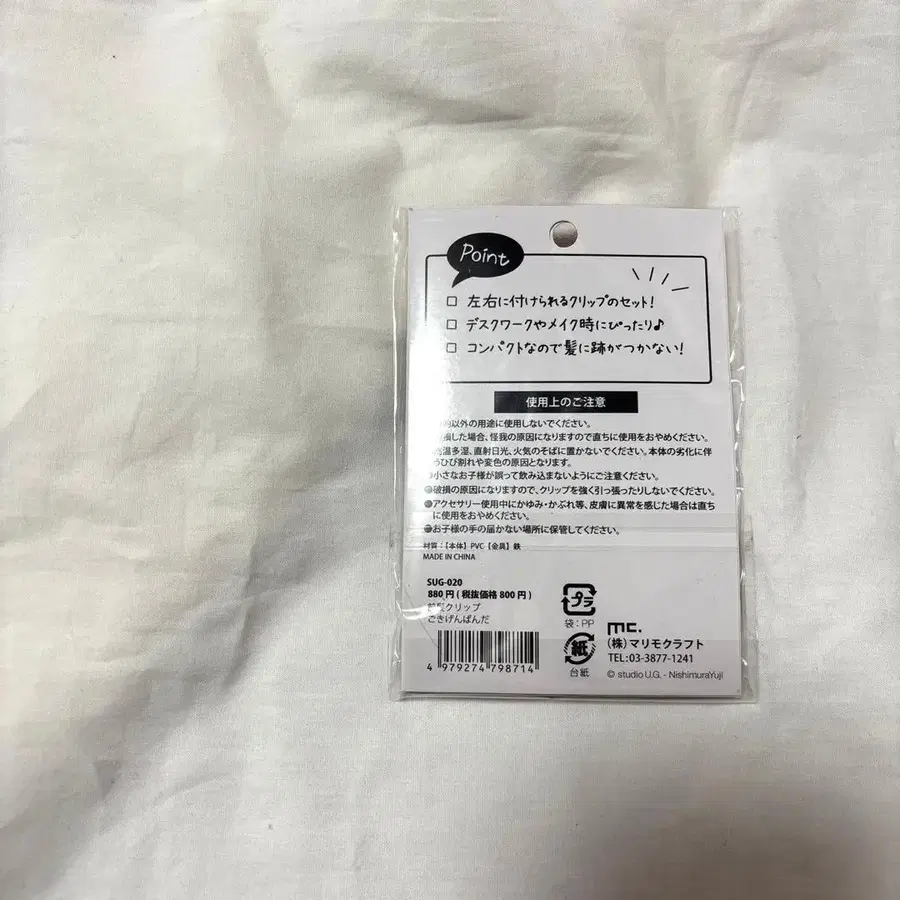 Point
□ 左右に付けられるクリップのセット!
□ デスクワークやメイク時にぴったり♪
□ コンパクトなので髪に跡がつかない!
使用上のご注意
以外の用途に使用しないでください。
損した場合、怪我の原因になりますので直ちに使用をおやめください。
温多湿、直射日光、火気のそばに置かないでください。本体の劣化に伴
うひび割れや変色の原因となります。
●小さなお子様が誤って飲み込まないようにご注意ください。
●破損の原因になりますので、クリップを強く引っ張ったりしないでください。
●アクセサリー使用中にかゆみ・かぶれ等、皮膚に異常を感じた場合は直ち
に使用をおやめください。
●お子様の手の届かない場所に保管してください。
材質:【本体】PVC【金具】鉄
MADE IN CHINA
SUG-020
880円(税抜価格800円)
前髪クリップ
ごきげんぱんだ
4 979274 798714
プラ
袋:PP
紙
台紙
mc.
(株)マリモクラフト
TEL:03-3877-1241
© studio U.G. - NishimuraYuji